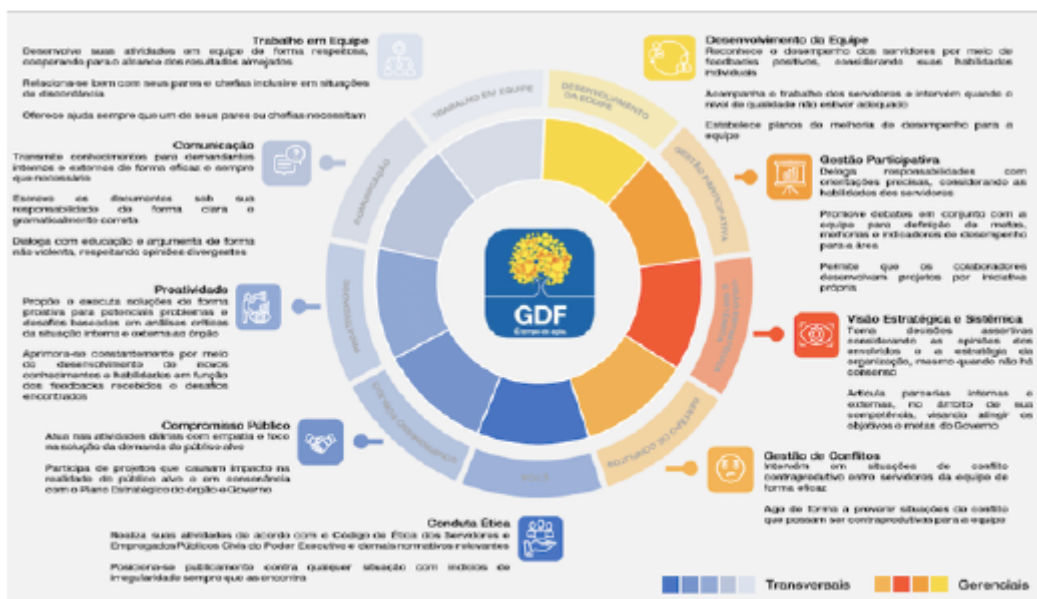 Trabalho em Equipe
Desenvolve suas atividades em equipe de forma respeitosa,
cooperando para o alcance dos resultados almejados
Relaciona-se bem com seus pares e chefias inclusive em situações
de discordância
Oferece ajuda sempre que um de seus pares ou chefias necessitam
Comunicação
Transmite conhecimentos para demandantes
internos e externos de forma eficaz e sempre
que necessário
Escreve os documentos sob sua
responsabilidade de forma clara e
gramaticalmente correta
Dialoga com educação e argumenta de forma
não violenta, respeitando opiniões divergentes
Proatividade
Propõe e executa soluções de forma
proativa para potenciais problemas e
desafios baseadas em análises críticas
da situação interna e externa ao órgão
Aprimora-se constantemente por meio
do desenvolvimento de novos
conhecimentos e habilidades em função
dos feedbacks recebidos e desafios
encontrados
Compromisso Público
Atua nas atividades diárias com empatia e foco
na solução da demanda do público alvo
Participa de projetos que causam impacto na
realidade do público alvo e em consonância
com o Plano Estratégico do órgão e Governo
Conduta Ética
Realiza suas atividades de acordo com o Código de Ética dos Servidores e
Empregados Públicos Civis do Poder Executivo e demais normativos relevantes
Posiciona-se publicamente contra qualquer situação com indícios de
irregularidade sempre que as encontra
Desenvolvimento da Equipe
Reconhece o desempenho dos servidores por meio de
feedbacks positivos, considerando suas habilidades
individuais
Acompanha o trabalho dos servidores e intervém quando o
nível de qualidade não estiver adequado
Estabelece planos de melhoria de desempenho para a
equipe
Gestão Participativa
Delega responsabilidades com
orientações precisas, considerando as
habilidades dos servidores
Promove debates em conjunto com a
equipe para definição de metas,
melhorias e indicadores de desempenho
para a área
Permite que os colaboradores
desenvolvam projetos por iniciativa
própria
Visão Estratégica e Sistêmica
Toma decisões assertivas
considerando as opiniões dos
envolvidos e a estratégia da
organização, mesmo quando não há
consenso
Articula parcerias internas e
externas, no âmbito de sua
competência, visando atingir os
objetivos e metas do Governo
Gestão de Conflitos
Intervém em situações de conflito
contraprodutivo entre servidores da equipe de
forma eficaz
Age de forma a prevenir situações de conflito
que possam ser contraprodutivas para a equipe
TRABALHO EM EQUIPE
DESENVOLVIMENTO
DA EQUIPE
GESTÃO PARTICIPATIVA
GESTÃO DE CONFLITOS
ÉTICA
COMUNICAÇÃO
GDF
Transversais
Gerenciais